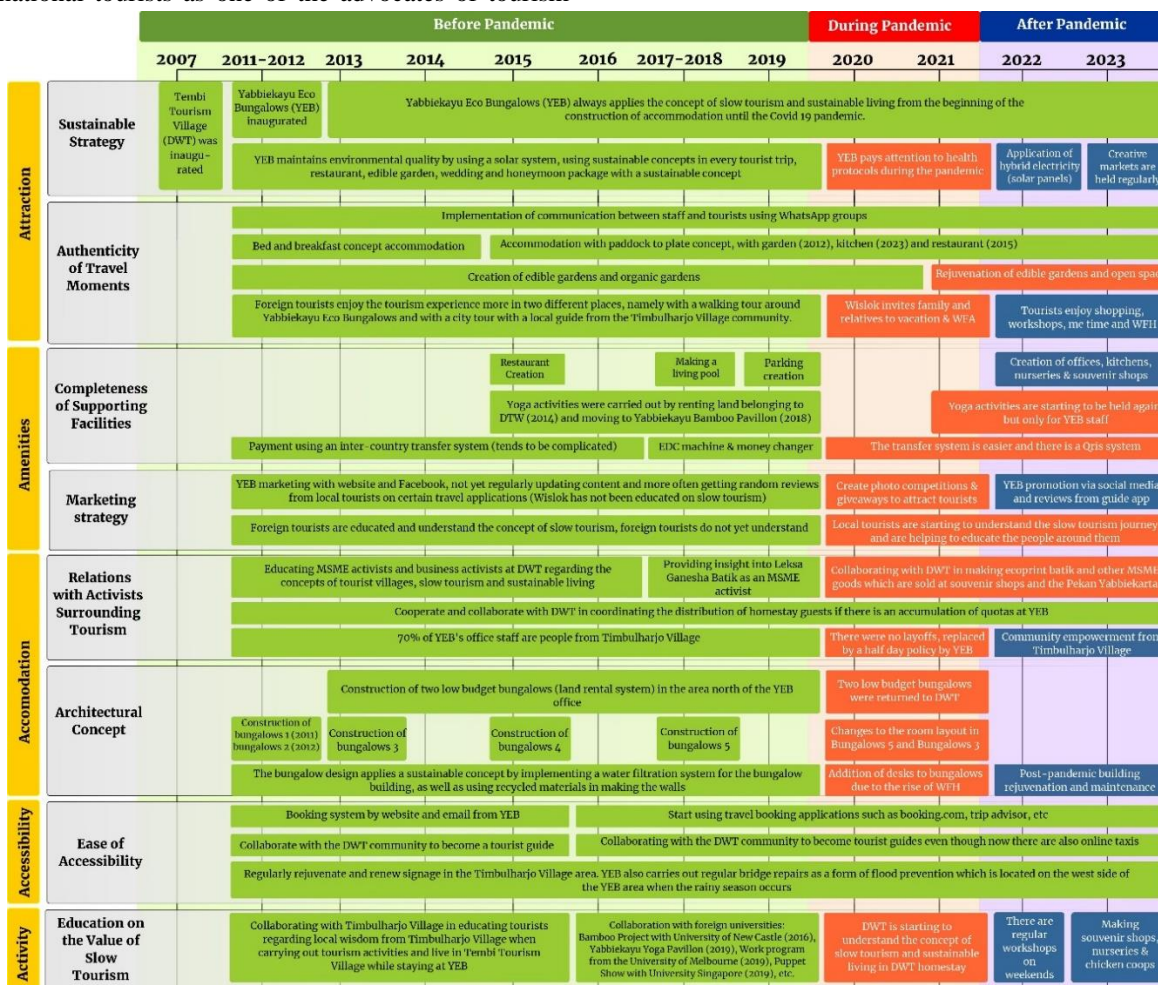 national tourists as one of the advocates of tourism
Before Pandemic
During Pandemic
After Pandemic
2007
2011-2012
2013
2014
2015
2016
2017-2018
2019
2020
2021
2022
2023
Attraction
Sustainable
Strategy
Tembi
Tourism
Village
(DWT) was
inaugu-
rated
Yabbiekayu Eco
Bungalows (YEB)
inaugurated
Yabbiekayu Eco Bungalows (YEB) always applies the concept of slow tourism and sustainable living from the beginning of the
construction of accommodation until the Covid 19 pandemic.
YEB maintains environmental quality by using a solar system, using sustainable concepts in every tourist trip,
restaurant, edible garden, wedding and honeymoon package with a sustainable concept
YEB pays attention to health
protocols during the pandemic
Application of
hybrid electricity
(solar panels)
Creative
markets are
held regularly
Authenticity
of Travel
Moments
Implementation of communication between staff and tourists using WhatsApp groups
Bed and breakfast concept accommodation
Accommodation with paddock to plate concept, with garden (2012), kitchen (2023) and restaurant (2015)
Creation of edible gardens and organic gardens
Rejuvenation of edible gardens and open spac
Foreign tourists enjoy the tourism experience more in two different places, namely with a walking tour around
Yabbiekayu Eco Bungalows and with a city tour with a local guide from the Timbulharjo Village community.
Wislok invites family and
relatives to vacation & WFA
Tourists enjoy shopping,
workshops, me time and WFH
Amenities
Completeness
of Supporting
Facilities
Restaurant
Creation
Making a
living pool
Parking
creation
Creation of offices, kitchens,
nurseries & souvenir shops
Yoga activities were carried out by renting land belonging to
DTW (2014) and moving to Yabbiekayu Bamboo Pavilion (2018)
Yoga activities are starting to be held again
but only for YEB staff
Payment using an inter-country transfer system (tends to be complicated)
EDC machine & money changer
The transfer system is easier and there is a Qris system
Marketing
strategy
YEB marketing with website and Facebook, not yet regularly updating content and more often getting random reviews
from local tourists on certain travel applications (Wislok has not been educated on slow tourism)
Create photo competitions &
giveaways to attract tourists
YEB promotion via social media
and reviews from guide app
Foreign tourists are educated and understand the concept of slow tourism, foreign tourists do not yet understand
Local tourists are starting to understand the slow tourism journey
and are helping to educate the people around them
Accomodation
Relations
with Activists
Surrounding
Tourism
Educating MSME activists and business activists at DWT regarding the
concepts of tourist villages, slow tourism and sustainable living
Providing insight into Leksa
Ganesha Batik as an MSME
activist
Collaborating with DWT in making ecoprint batik and other MSME
goods which are sold at souvenir shops and the Pekan Yabbiekarta
Cooperate and collaborate with DWT in coordinating the distribution of homestay guests if there is an accumulation of quotas at YEB
70% of YEB's office staff are people from Timbulharjo Village
There were no layoffs, replaced
by a half day policy by YEB
Community empowerment from
Timbulharjo Village
Architectural
Concept
Construction of two low budget bungalows (land rental system) in the area north of the YEB
office
Two low budget bungalows
were returned to DWT
Construction of
bungalows 1 (2011)
bungalows 2 (2012)
Construction of
bungalows 3
Construction of
bungalows 4
Construction of
bungalows 5
Changes to the room layout in
Bungalows 5 and Bungalows 3
The bungalow design applies a sustainable concept by implementing a water filtration system for the bungalow
building, as well as using recycled materials in making the walls
Addition of desks to bungalows
due to the rise of WFH
Post-pandemic building
rejuvenation and maintenance
Accessibility
Ease of
Accessibility
Booking system by website and email from YEB
Start using travel booking applications such as booking.com, trip advisor, etc
Collaborate with the DWT community to become a tourist guide
Collaborating with the DWT community to become tourist guides even though now there are also online taxis
Regularly rejuvenate and renew signage in the Timbulharjo Village area. YEB also carries out regular bridge repairs as a form of flood prevention which is located on the west side of
the YEB area when the rainy season occurs
Activity
Education on
the Value of
Slow
Tourism
Collaborating with Timbulharjo Village in educating tourists
regarding local wisdom from Timbulharjo Village when
carrying out tourism activities and live in Tembi Tourism
Village while staying at YEB
Collaboration with foreign universities:
Bamboo Project with University of New Castle (2016),
Yabbiekayu Yoga Pavillon (2019), Work program
from the University of Melbourne (2019), Puppet
Show with University Singapore (2019), etc.
DWT is starting to
understand the concept of
slow tourism and sustainable
living in DWT homestay
There are
regular
workshops
on
weekends
Making
souvenir shops,
nurseries &
chicken coops